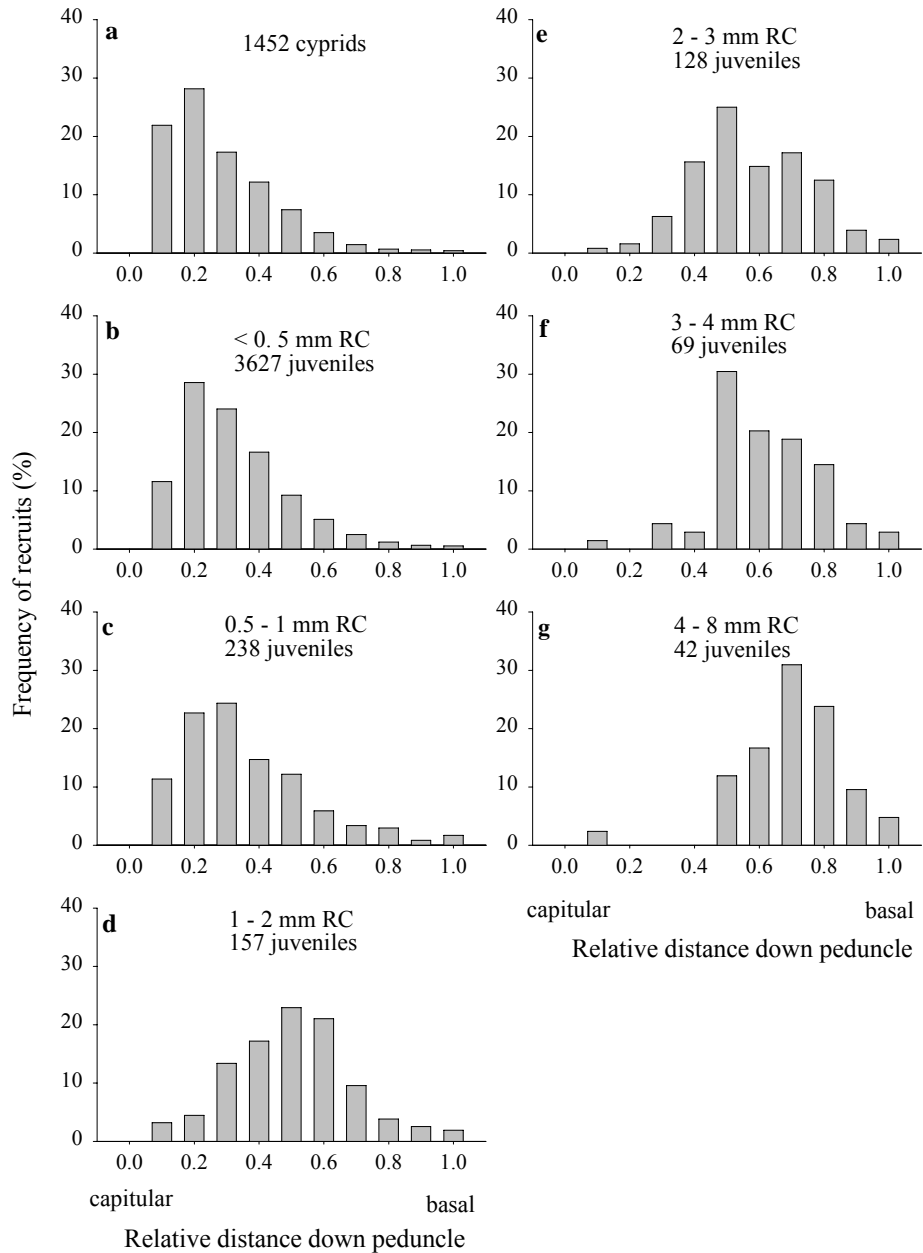 Frequency of recruits (%)
a
1452 cyprids
40
30
20
10
0
0.0 0.2 0.4 0.6 0.8 1.0
b
< 0. 5 mm RC
3627 juveniles
40
30
20
10
0
0.0 0.2 0.4 0.6 0.8 1.0
c
0.5 - 1 mm RC
238 juveniles
40
30
20
10
0
0.0 0.2 0.4 0.6 0.8 1.0
d
1 - 2 mm RC
157 juveniles
40
30
20
10
0
0.0 0.2 0.4 0.6 0.8 1.0
capitular basal
Relative distance down peduncle
e
2 - 3 mm RC
128 juveniles
40
30
20
10
0
0.0 0.2 0.4 0.6 0.8 1.0
f
3 - 4 mm RC
69 juveniles
40
30
20
10
0
0.0 0.2 0.4 0.6 0.8 1.0
g
4 - 8 mm RC
42 juveniles
40
30
20
10
0
0.0 0.2 0.4 0.6 0.8 1.0
capitular basal
Relative distance down peduncle